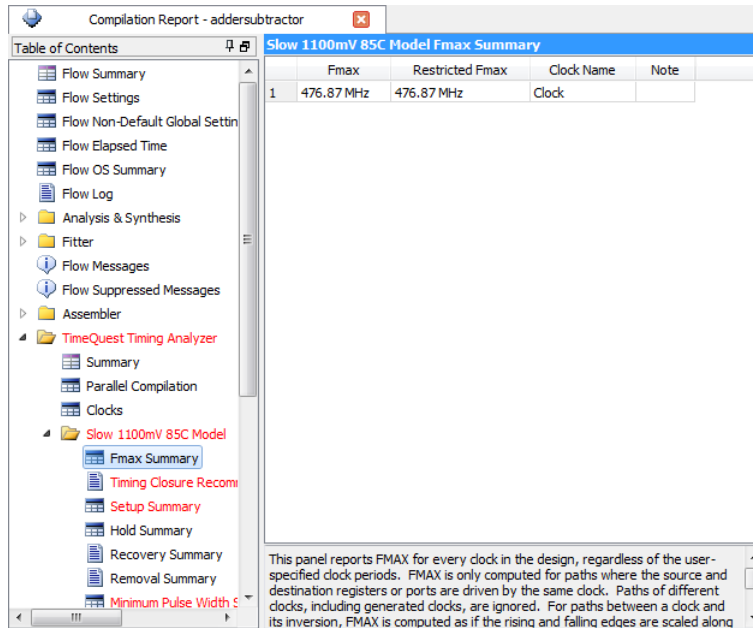 Compilation Report - addersubtractor
Table of Contents
Flow Summary
Flow Settings
Flow Non-Default Global Settin
Flow Elapsed Time
Flow OS Summary
Flow Log
Analysis & Synthesis
Fitter
Flow Messages
Flow Suppressed Messages
Assembler
TimeQuest Timing Analyzer
Summary
Parallel Compilation
Clocks
Slow 1100mV 85C Model
Fmax Summary
Timing Closure Recom
Setup Summary
Hold Summary
Recovery Summary
Removal Summary
Minimum Pulse Width S
Slow 1100mV 85C Model Fmax Summary
Fmax Restricted Fmax Clock Name Note
1 476.87 MHz 476.87 MHz Clock
This panel reports FMAX for every clock in the design, regardless of the user-
specified clock periods. FMAX is only computed for paths where the source and
destination registers or ports are driven by the same clock. Paths of different
clocks, including generated clocks, are ignored. For paths between a clock and
its inversion, FMAX is computed as if the rising and falling edges are scaled along